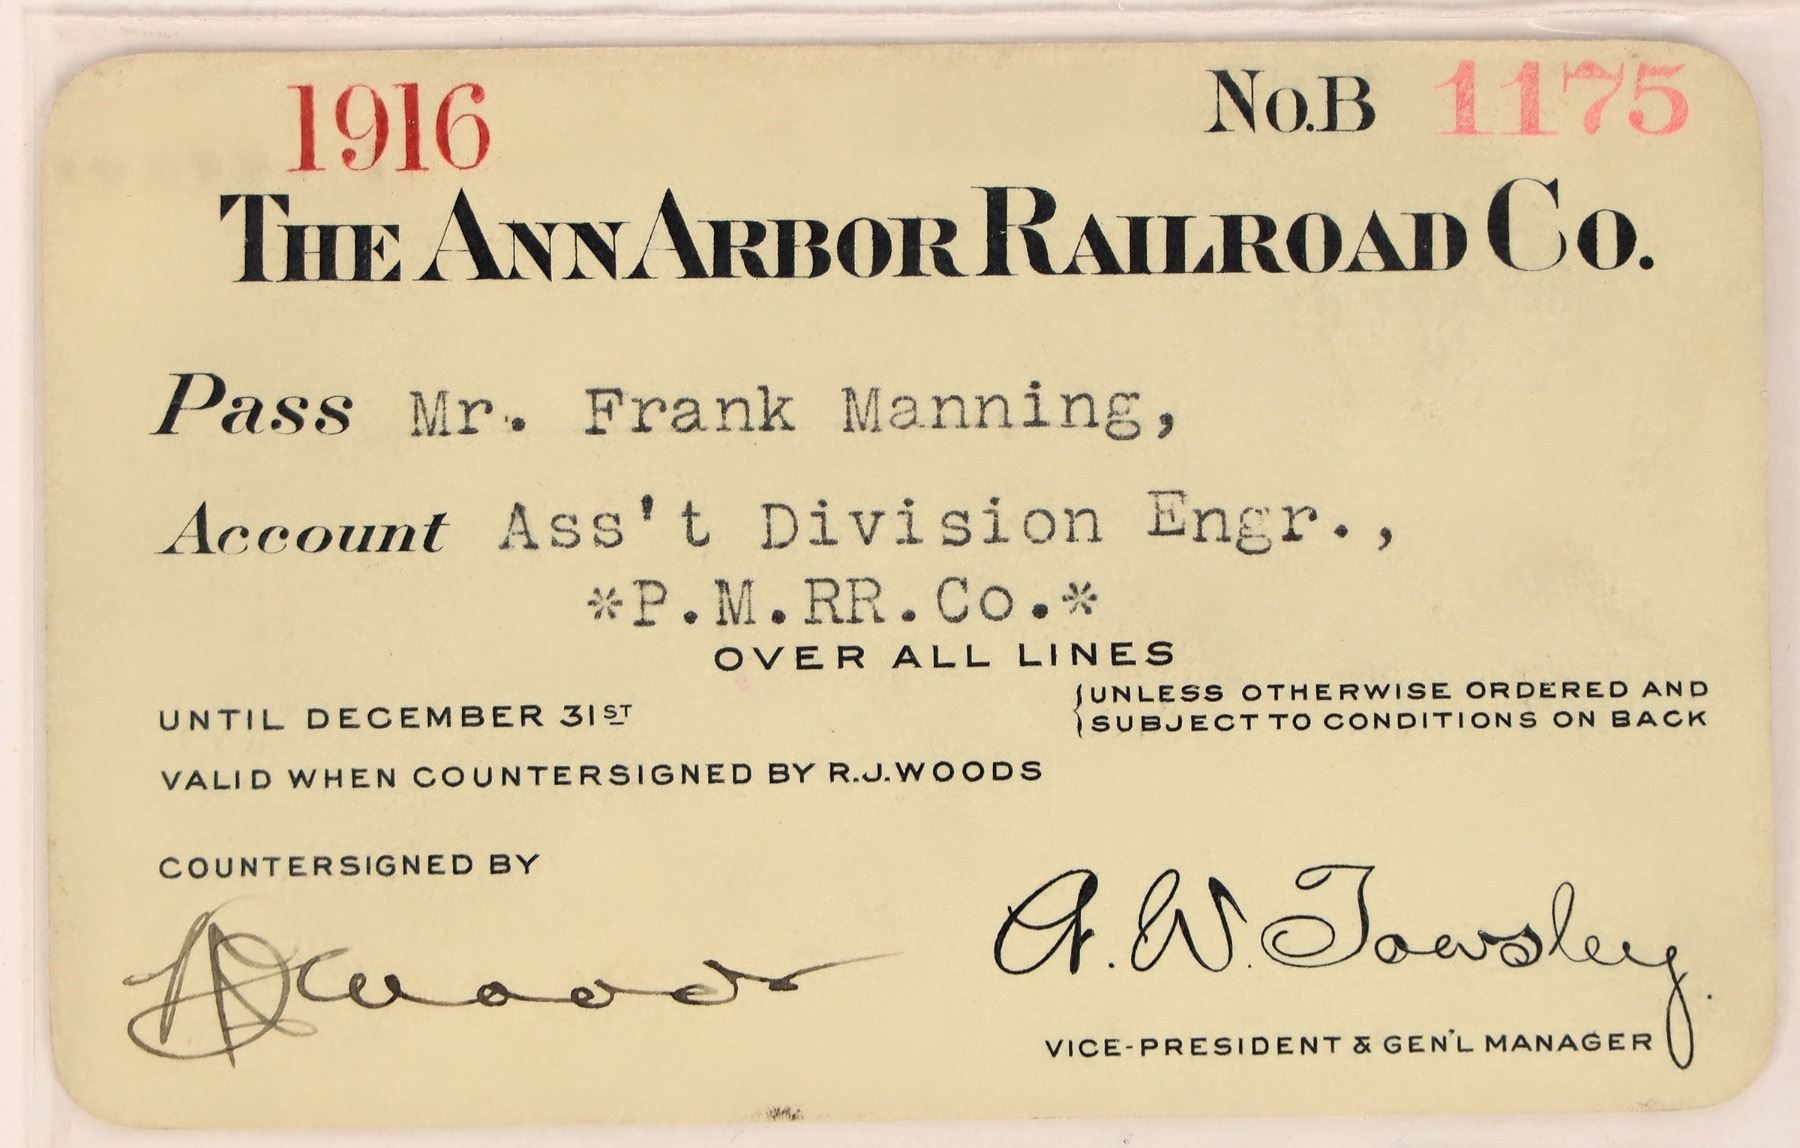 1916 No.B 1175
THE ANN ARBOR RAILROAD CO.
Pass Mr. Frank Manning,
Account Ass't Division Engr.,
*P.M.RR.Co.*
OVER ALL LINES
UNTIL DECEMBER 31ST
UNLESS OTHERWISE ORDERED AND
SUBJECT TO CONDITIONS ON BACK
VALID WHEN COUNTERSIGNED BY R.J.WOODS
COUNTERSIGNED BY
RJ Woods
A. W. Towsley.
VICE-PRESIDENT & GEN'L MANAGER